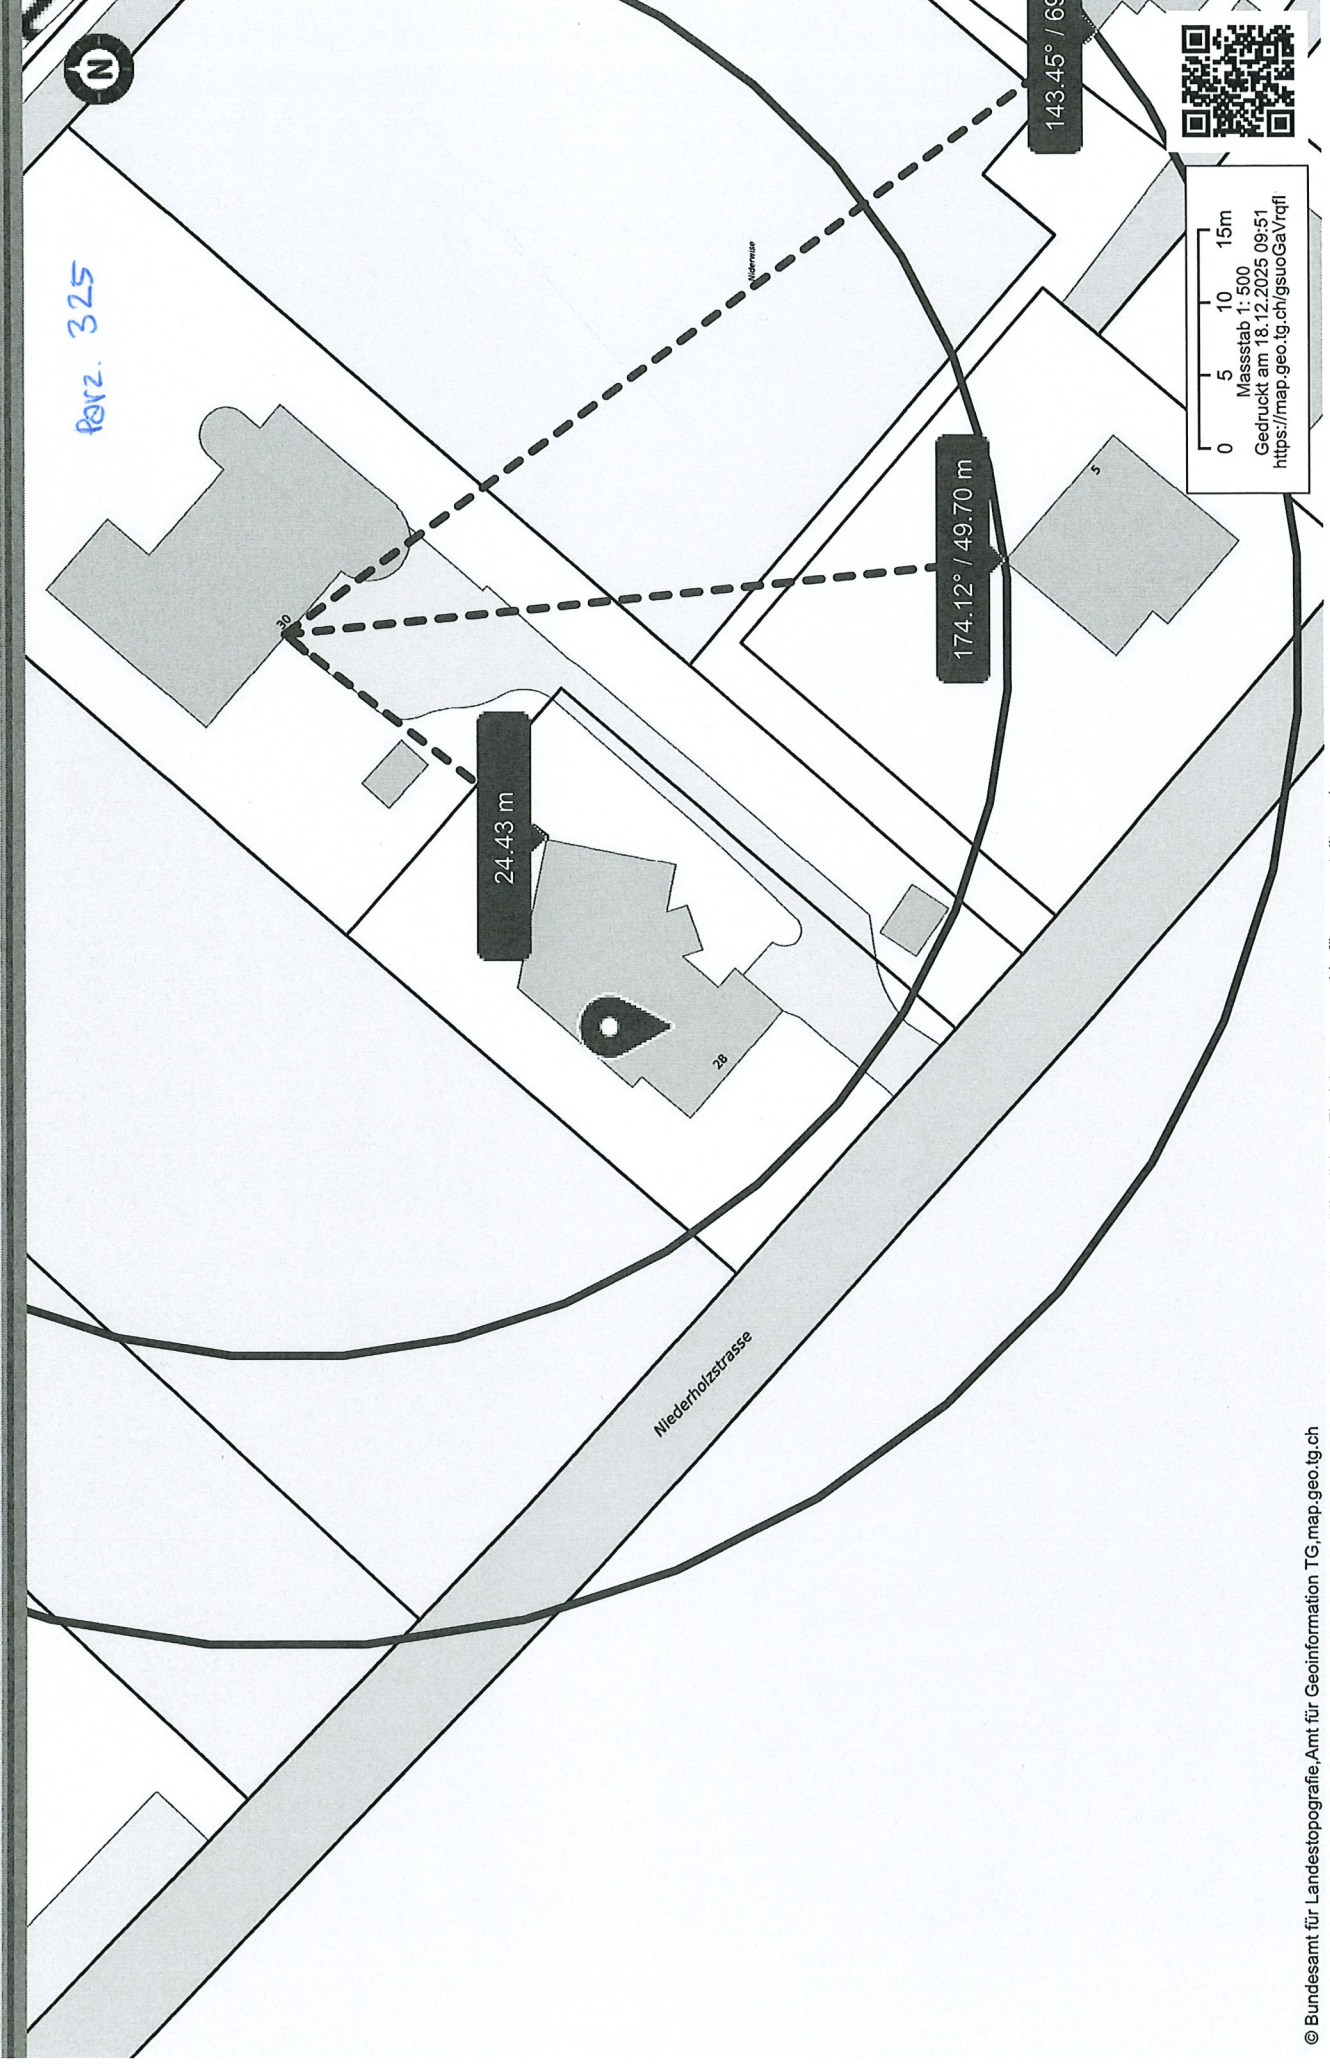 N
Parz. 325
143.45° / 69
Niderwise
30
174.12° / 49.70 m
5
24.43 m
28
Niederholzstrasse
0 5 10 15m
Massstab 1: 500
Gedruckt am 18.12.2025 09:51
https://map.geo.tg.ch/gsuoGaVrqfl
© Bundesamt für Landestopografie,Amt für Geoinformation TG,map.geo.tg.ch